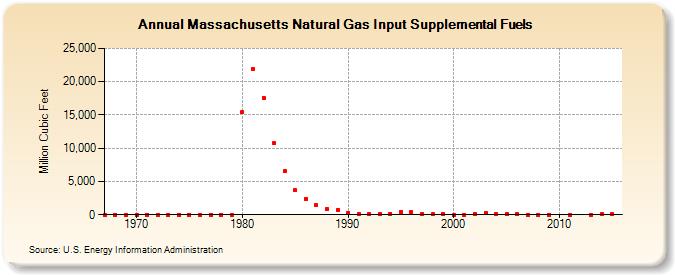 Annual Massachusetts Natural Gas Input Supplemental Fuels
Million Cubic Feet
25,000
20,000
15,000
10,000
5,000
0
1970 1980 1990 2000 2010
Source: U.S. Energy Information Administration